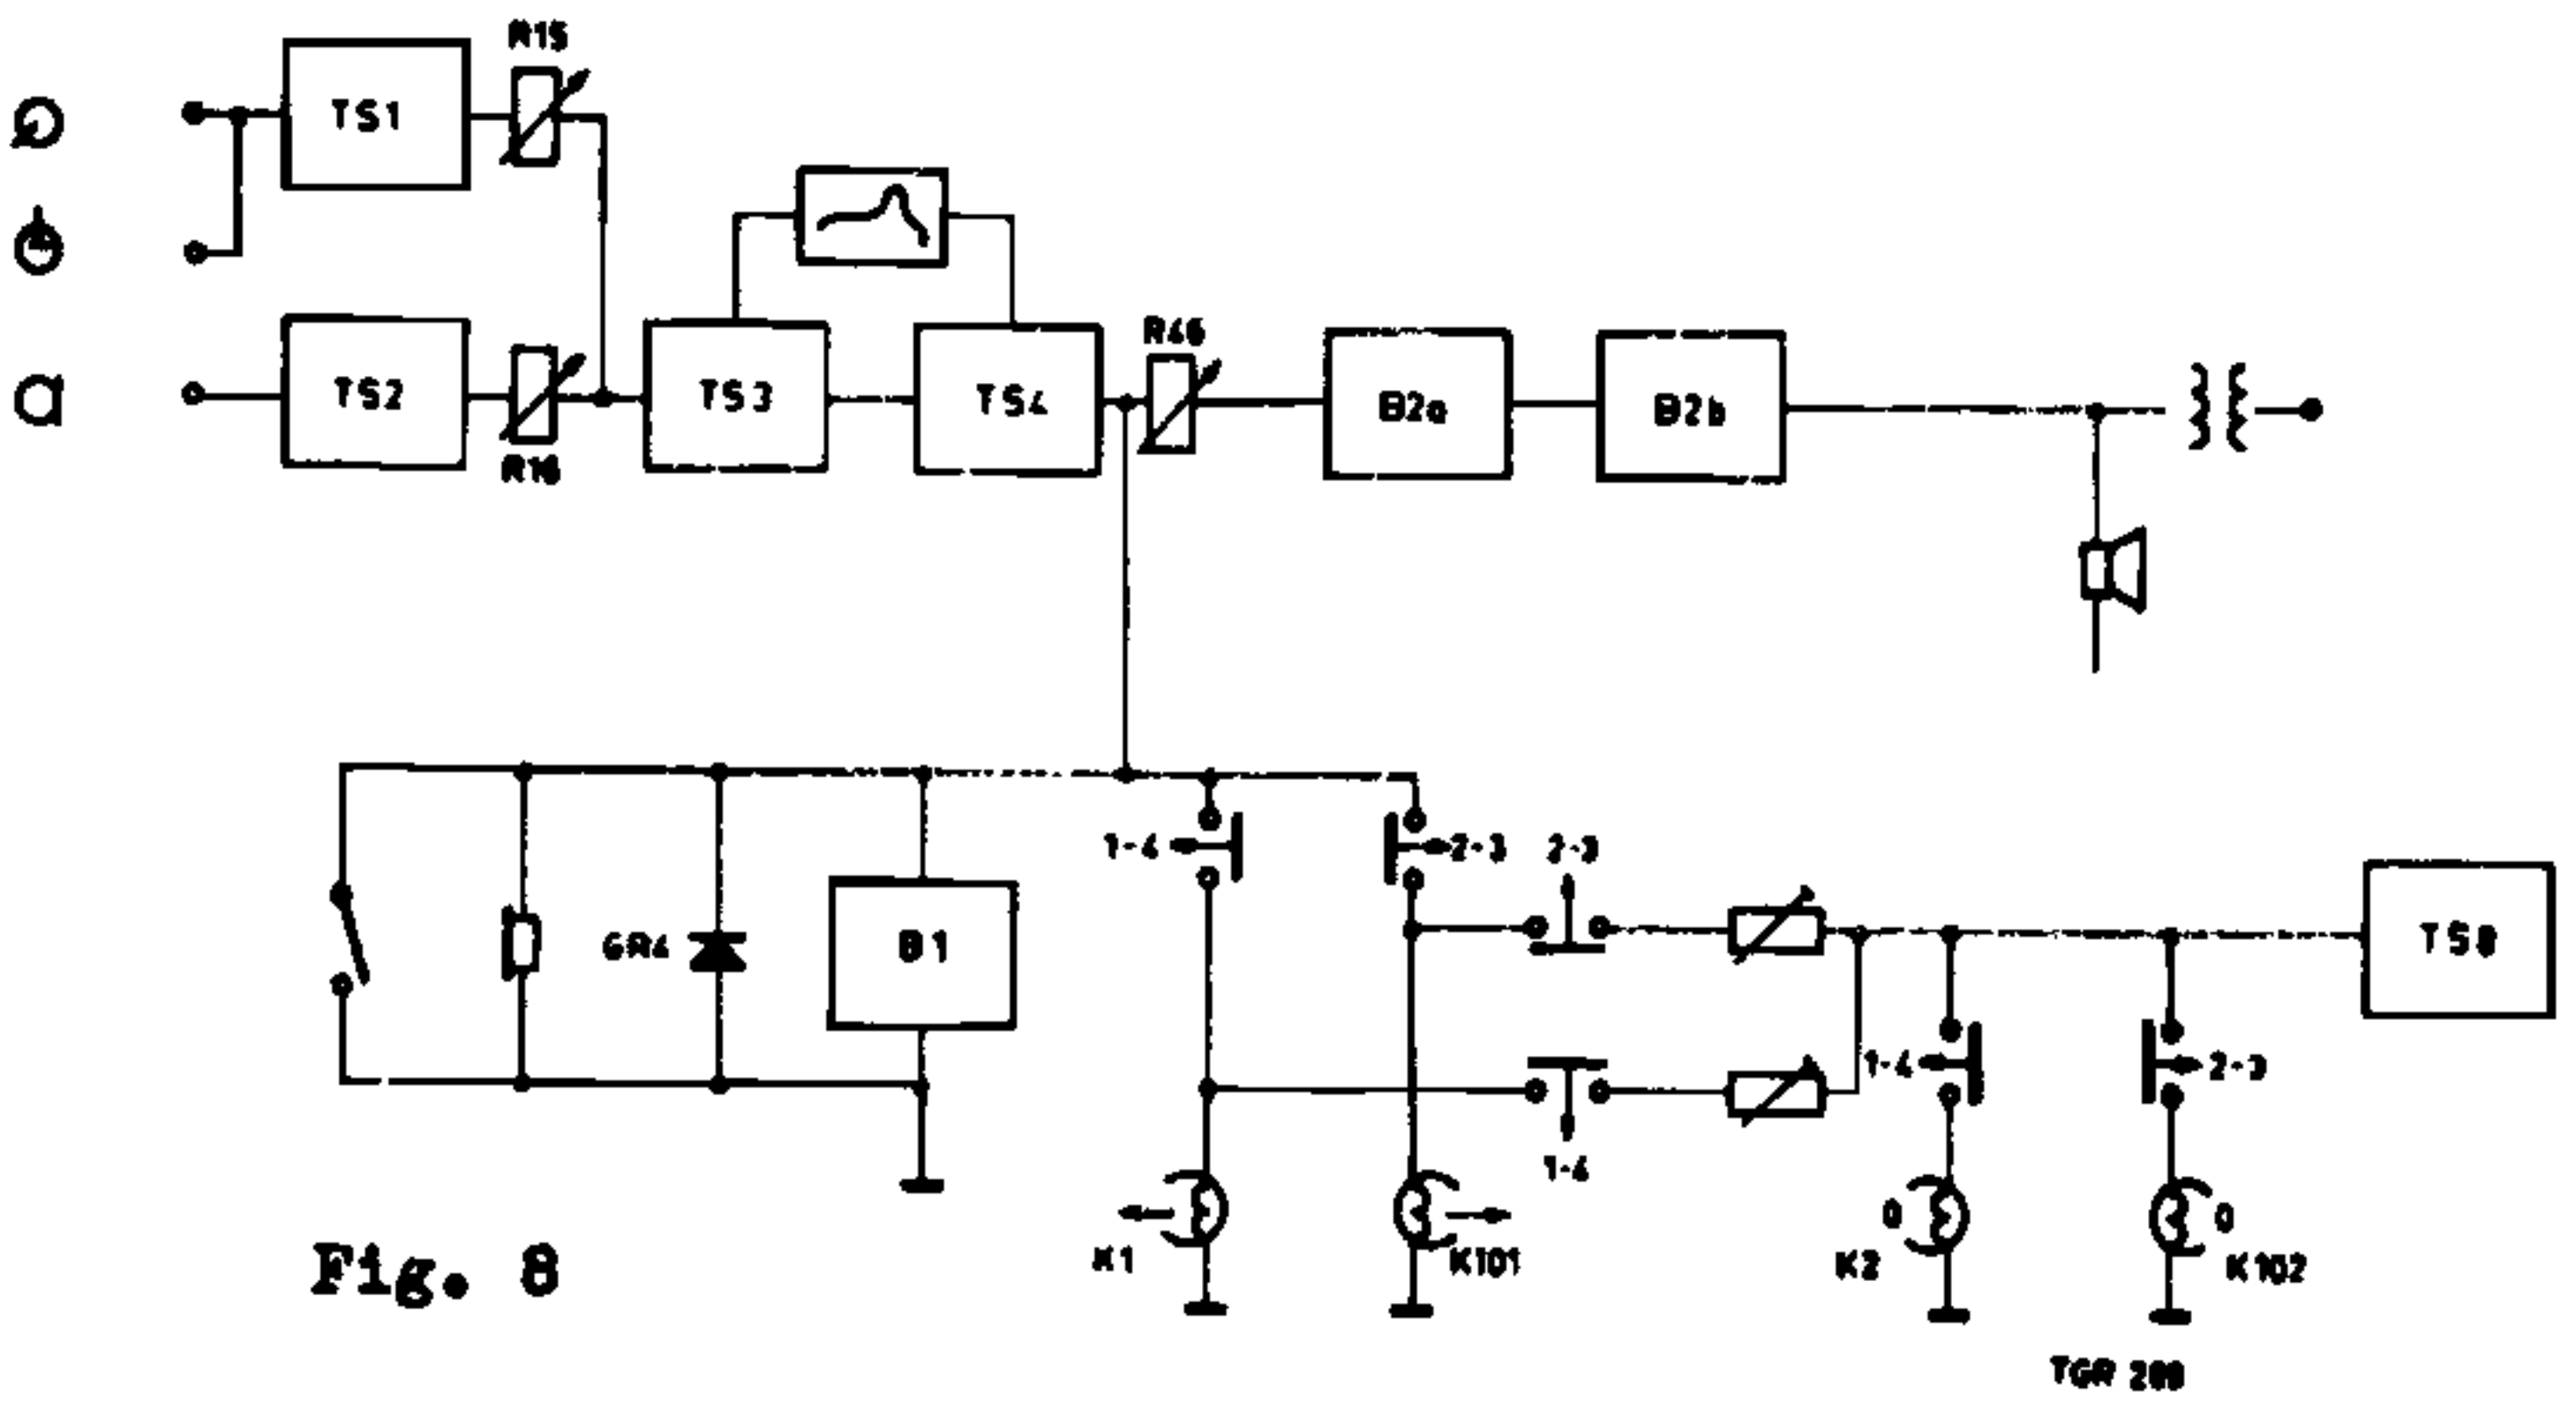 R15
TS1
R46
TS2
TS3
TS4
B2a
B2b
R16
1-4
2-3
2-3
GR4
B1
TS8
1-4
2-3
1-4
0
0
K1
K101
K2
K102
Fig. 8
TGR